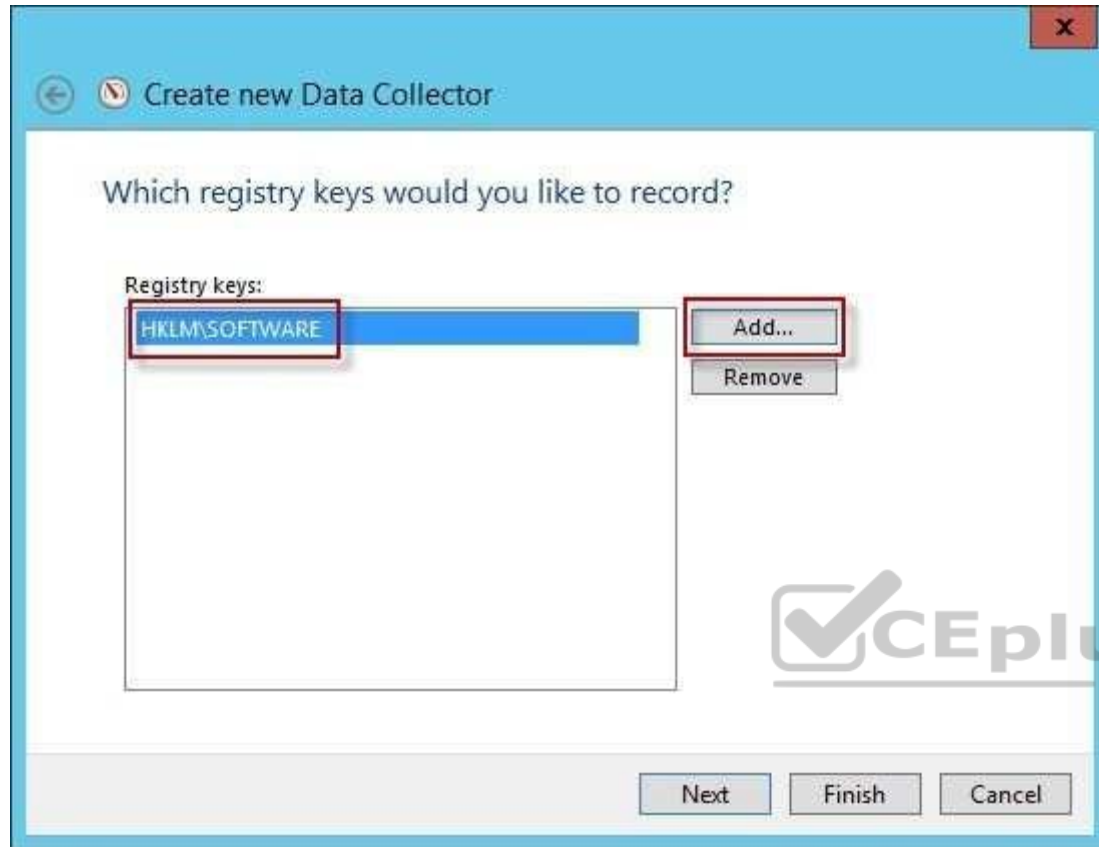 x
Create new Data Collector
Which registry keys would you like to record?
Registry keys:
HKLM\SOFTWARE
Add...
Remove
CEplu
Next
Finish
Cancel